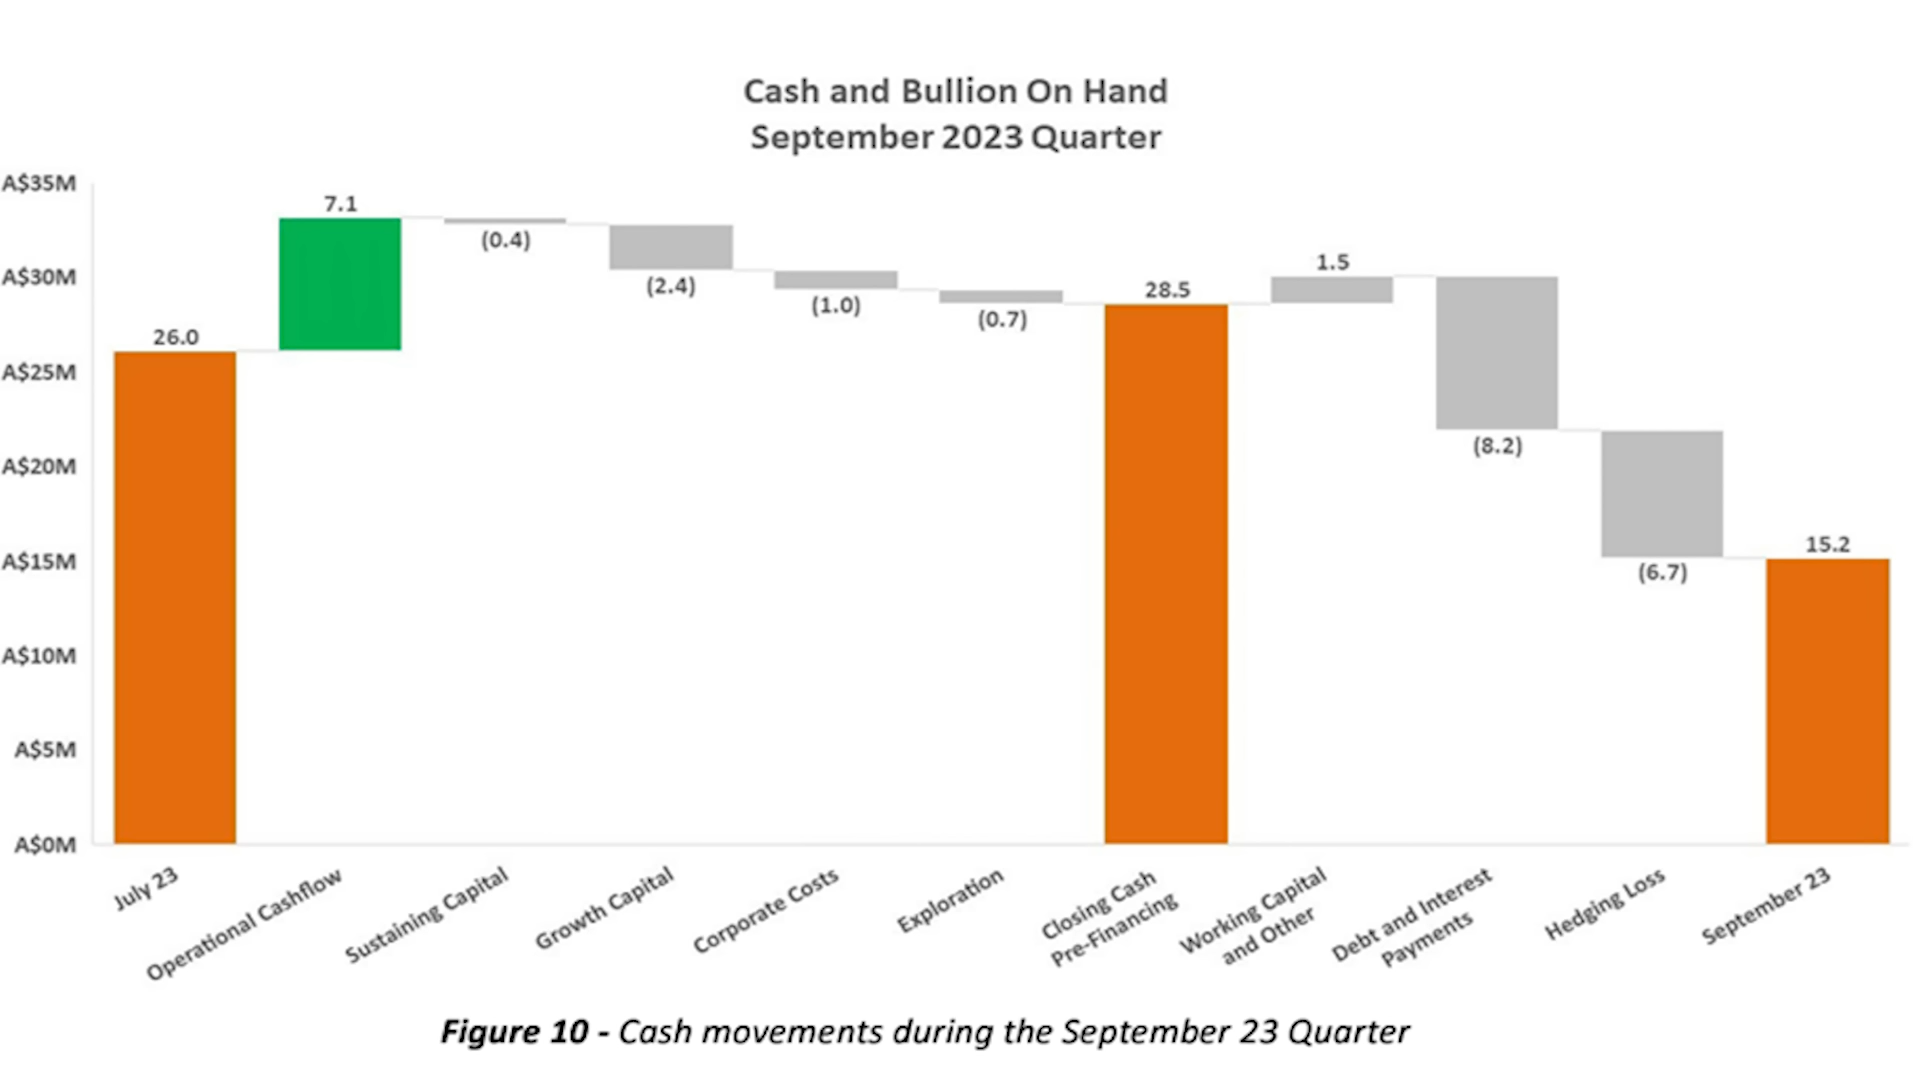 Cash and Bullion On Hand
September 2023 Quarter
A$35M
A$30M
A$25M
A$20M
A$15M
A$10M
A$5M
A$0M
26.0
7.1
(0.4)
(2.4)
(1.0)
(0.7)
28.5
1.5
(8.2)
(6.7)
15.2
July 23
Operational Cashflow
Sustaining Capital
Growth Capital
Corporate Costs
Exploration
Closing Cash
Pre-Financing
Working Capital
and Other
Debt and Interest
Payments
Hedging Loss
September 23
Figure 10 - Cash movements during the September 23 Quarter